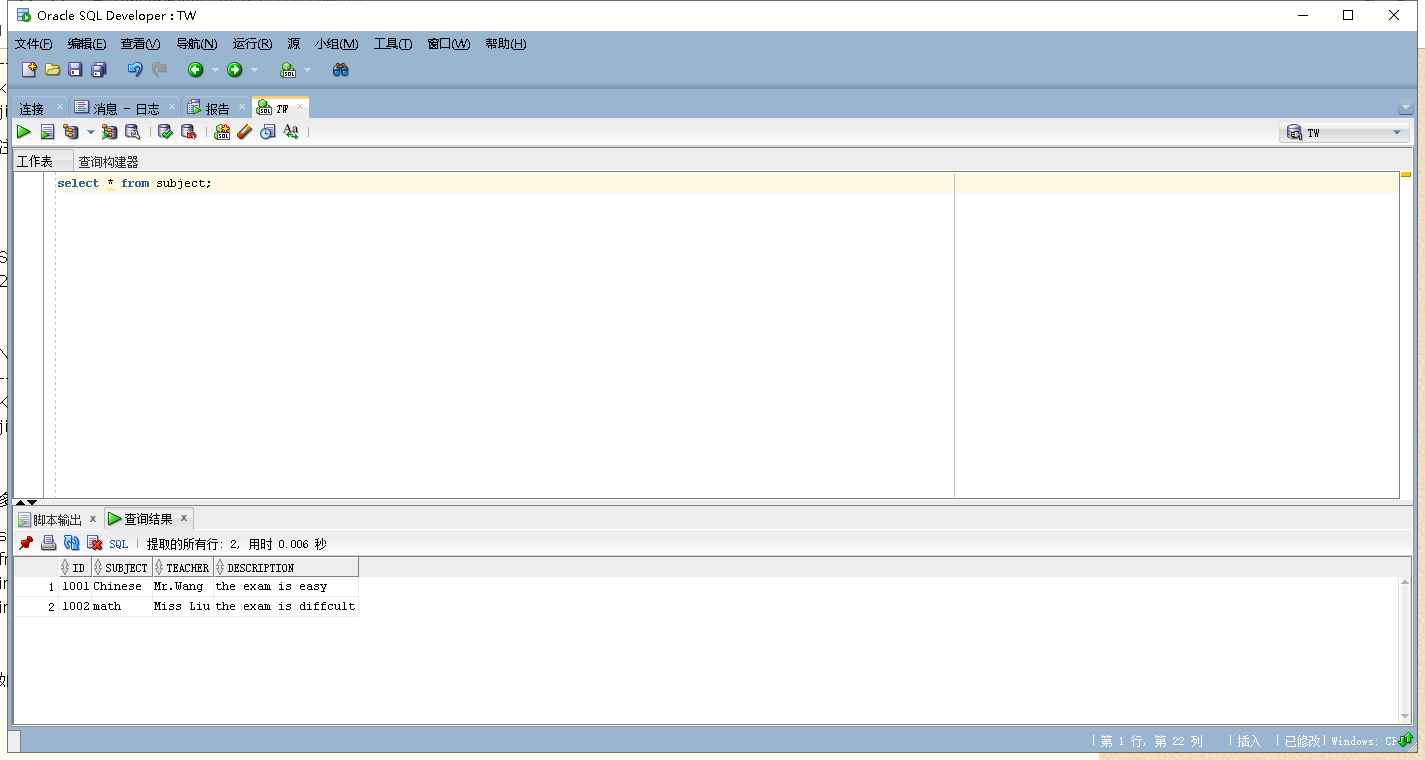 Oracle SQL Developer : TW
文件(F) 编辑(E) 查看(V) 导航(N) 运行(R) 源 小组(M) 工具(T) 窗口(W) 帮助(H)
连接 消息 - 日志 报告 TW
TW
工作表 查询构建器
select * from subject;
脚本输出 查询结果
SQL 提取的所有行: 2, 用时 0.006 秒
ID SUBJECT TEACHER DESCRIPTION
1 1001 Chinese Mr.Wang the exam is easy
2 1002 math Miss Liu the exam is diffcult
第 1 行, 第 22 列 插入 已修改 Windows: CR